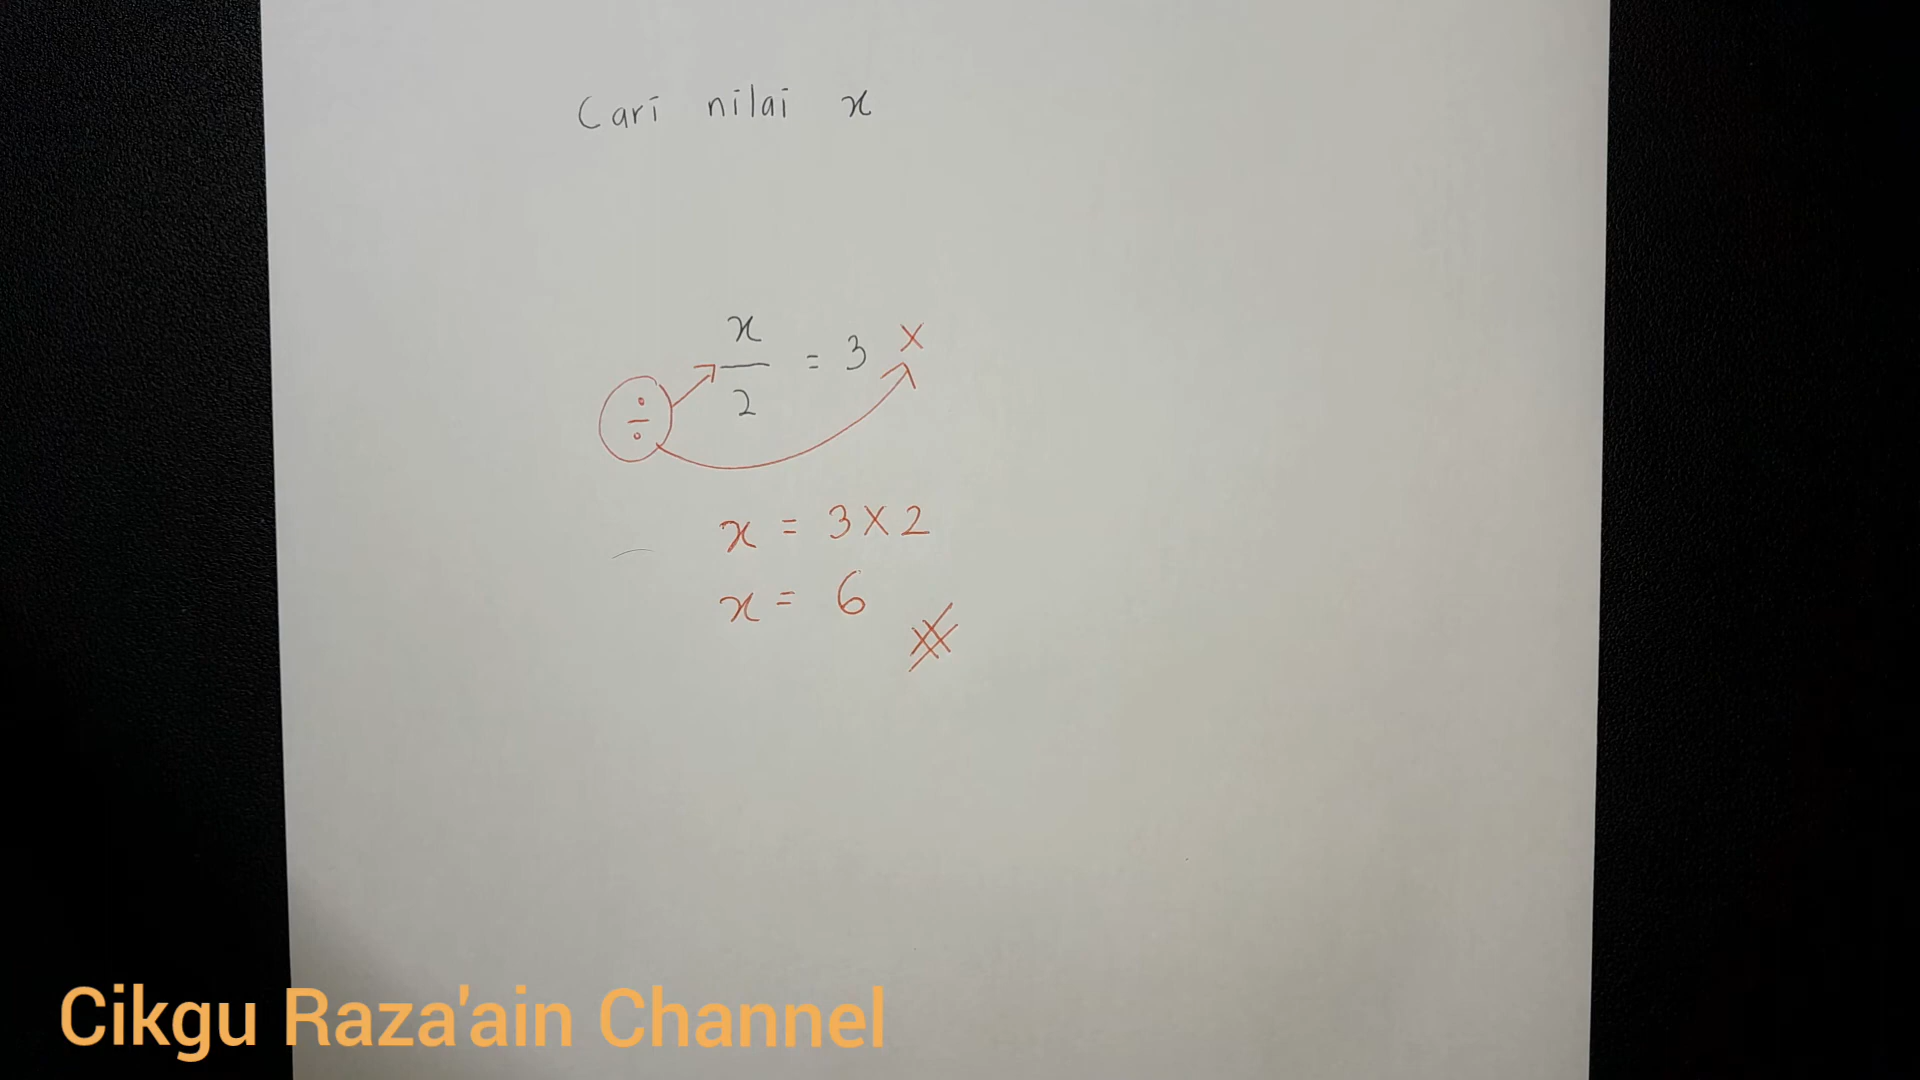 Cari nilai x
x/2 = 3 ×
÷
x = 3 × 2
x = 6
Cikgu Raza'ain Channel